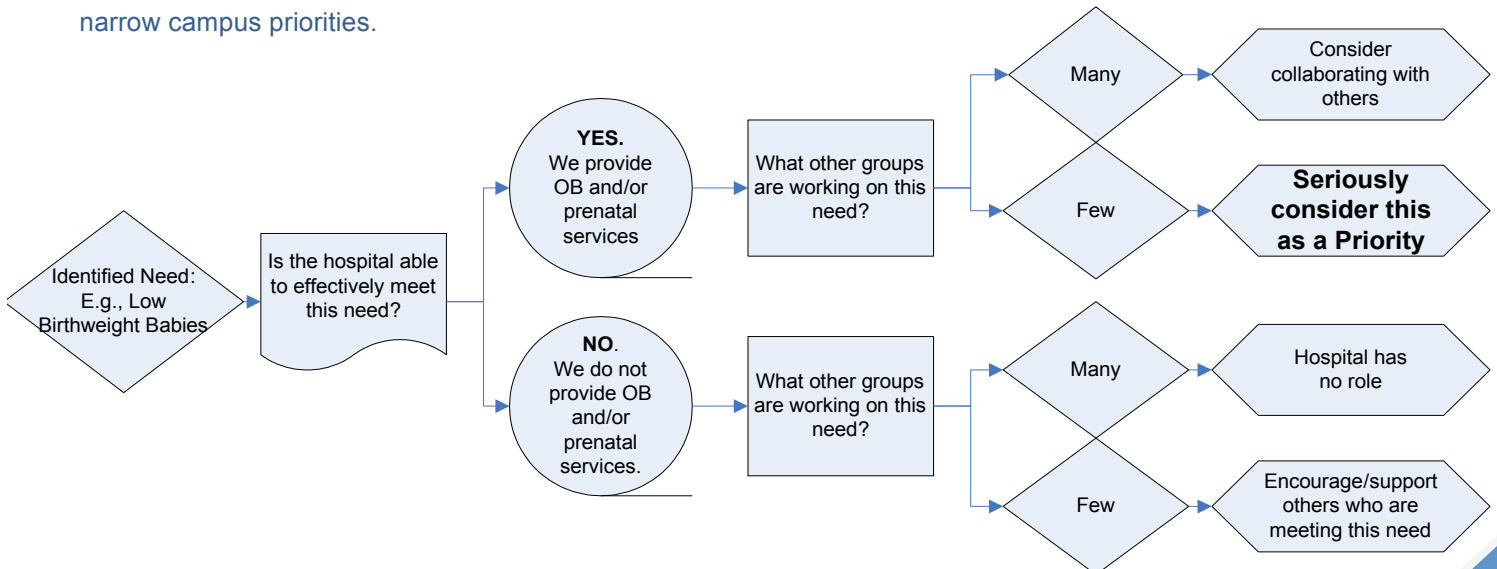 narrow campus priorities.
Identified Need:
E.g., Low
Birthweight Babies
Is the hospital able
to effectively meet
this need?
YES.
We provide
OB and/or
prenatal
services
What other groups
are working on this
need?
Many
Consider
collaborating with
others
Few
Seriously
consider this
as a Priority
NO.
We do not
provide OB
and/or
prenatal
services.
What other groups
are working on this
need?
Many
Hospital has
no role
Few
Encourage/support
others who are
meeting this need